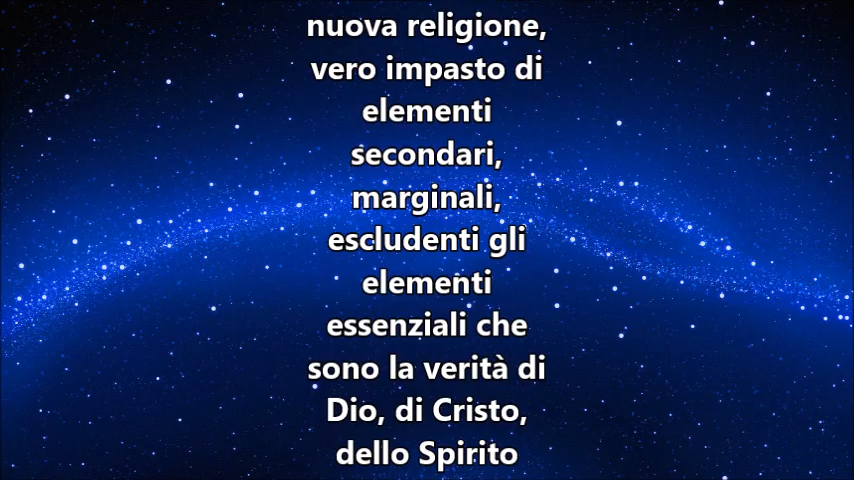 nuova religione,
vero impasto di
elementi
secondari,
marginali,
escludenti gli
elementi
essenziali che
sono la verità di
Dio, di Cristo,
dello Spirito